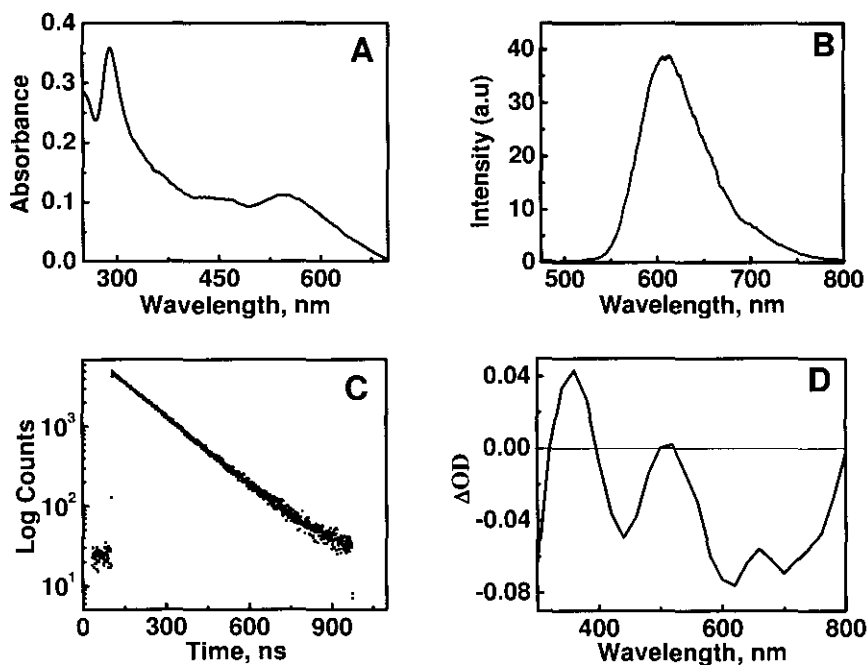 A
Absorbance
0.4
0.3
0.2
0.1
0.0
300 450 600
Wavelength, nm
B
Intensity (a.u)
40
30
20
10
0
500 600 700 800
Wavelength, nm
C
Log Counts
10³
10²
10¹
0 300 600 900
Time, ns
D
ΔOD
0.04
0.00
-0.04
-0.08
400 600 800
Wavelength, nm